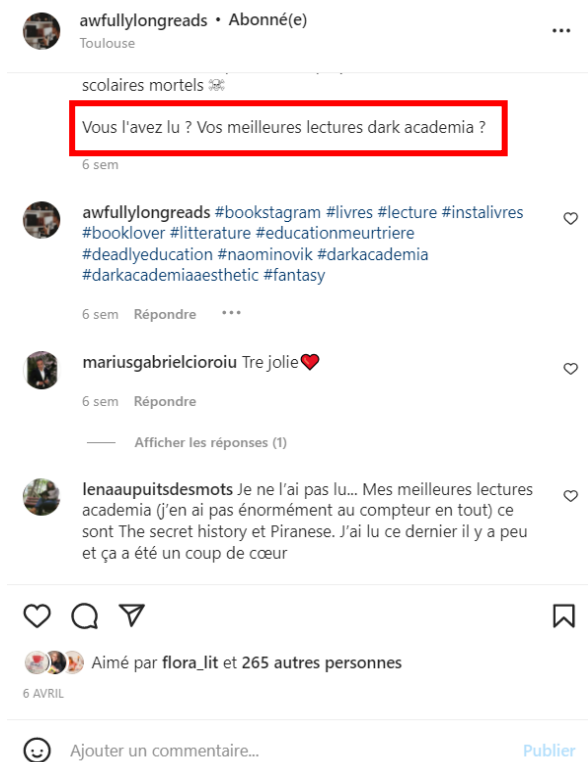 awfullylongreads • Abonné(e)
Toulouse
scolaires mortels ☠
Vous l'avez lu ? Vos meilleures lectures dark academia ?
6 sem
awfullylongreads #bookstagram #livres #lecture #instalivres
#booklover #litterature #educationmeurtriere
#deadlyeducation #naominovik #darkacademia
#darkacademiaaesthetic #fantasy
6 sem Répondre
mariusgabrielcioroiu Tre jolie❤
6 sem Répondre
Afficher les réponses (1)
lenaaupuitsdesmots Je ne l'ai pas lu... Mes meilleures lectures
academia (j'en ai pas énormément au compteur en tout) ce
sont The secret history et Piranese. J'ai lu ce dernier il y a peu
et ça a été un coup de cœur
Aimé par flora_lit et 265 autres personnes
6 AVRIL
Ajouter un commentaire...
Publier